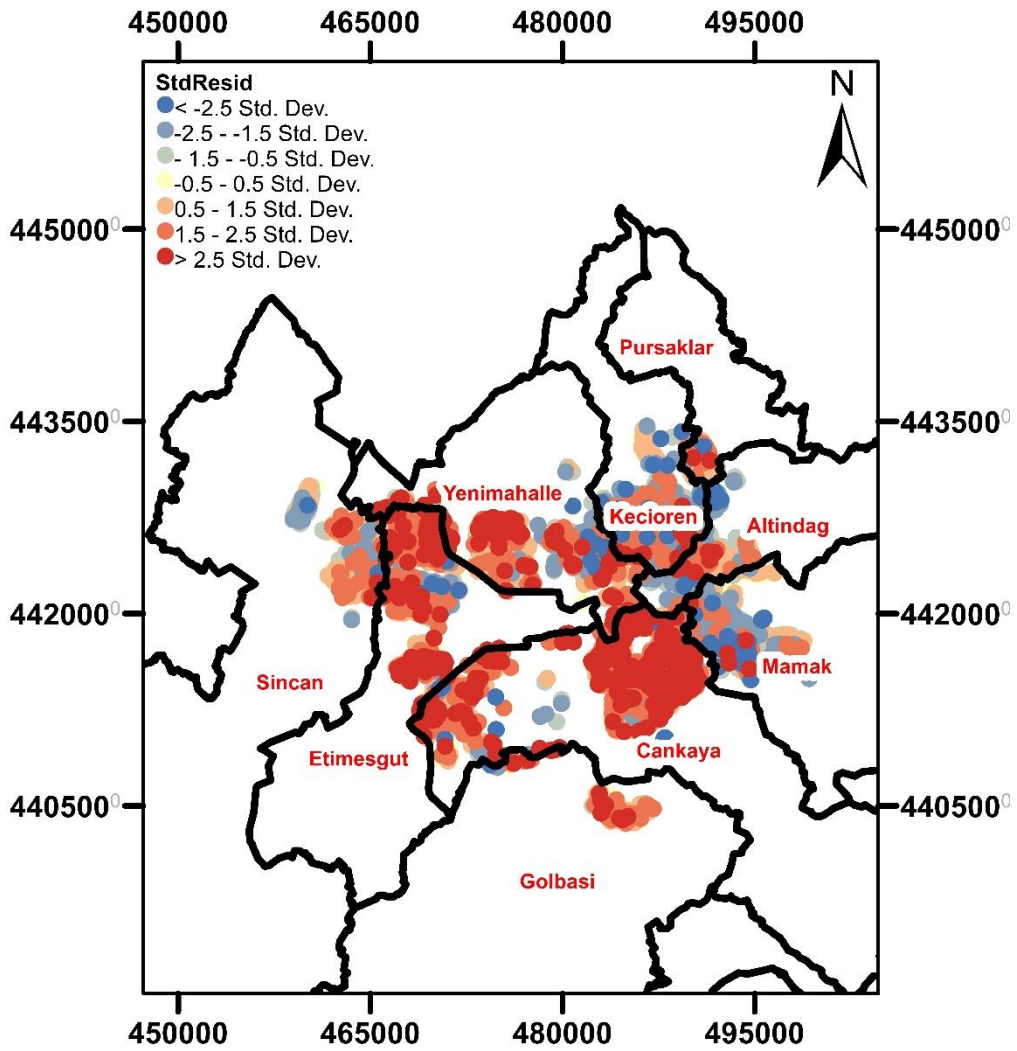 450000 465000 480000 495000
StdResid
< -2.5 Std. Dev.
-2.5 - -1.5 Std. Dev.
- 1.5 - -0.5 Std. Dev.
-0.5 - 0.5 Std. Dev.
0.5 - 1.5 Std. Dev.
1.5 - 2.5 Std. Dev.
> 2.5 Std. Dev.
N
4450000 4450000
Pursaklar
4435000 4435000
Yenimahalle
Kecioren
Altindag
4420000 4420000
Mamak
Sincan
Cankaya
Etimesgut
4405000 4405000
Golbasi
450000 465000 480000 495000